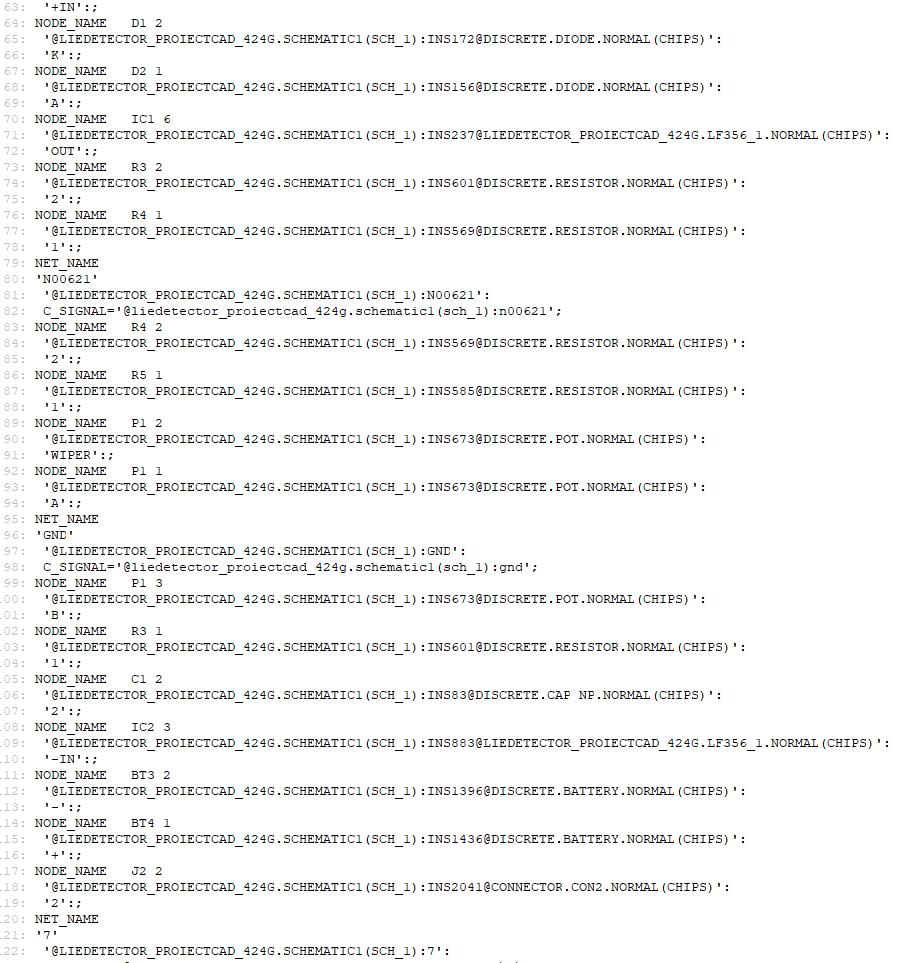 63: '+IN':;
64: NODE_NAME D1 2
65: '@LIEDETECTOR_PROIECTCAD_424G.SCHEMATIC1(SCH_1):INS172@DISCRETE.DIODE.NORMAL(CHIPS)':
66: 'K':;
67: NODE_NAME D2 1
68: '@LIEDETECTOR_PROIECTCAD_424G.SCHEMATIC1(SCH_1):INS156@DISCRETE.DIODE.NORMAL(CHIPS)':
69: 'A':;
70: NODE_NAME IC1 6
71: '@LIEDETECTOR_PROIECTCAD_424G.SCHEMATIC1(SCH_1):INS237@LIEDETECTOR_PROIECTCAD_424G.LF356_1.NORMAL(CHIPS)':
72: 'OUT':;
73: NODE_NAME R3 2
74: '@LIEDETECTOR_PROIECTCAD_424G.SCHEMATIC1(SCH_1):INS601@DISCRETE.RESISTOR.NORMAL(CHIPS)':
75: '2':;
76: NODE_NAME R4 1
77: '@LIEDETECTOR_PROIECTCAD_424G.SCHEMATIC1(SCH_1):INS569@DISCRETE.RESISTOR.NORMAL(CHIPS)':
78: '1':;
79: NET_NAME
80: 'N00621'
81: '@LIEDETECTOR_PROIECTCAD_424G.SCHEMATIC1(SCH_1):N00621':
82: C_SIGNAL='@liedetector_proiectcad_424g.schematic1(sch_1):n00621';
83: NODE_NAME R4 2
84: '@LIEDETECTOR_PROIECTCAD_424G.SCHEMATIC1(SCH_1):INS569@DISCRETE.RESISTOR.NORMAL(CHIPS)':
85: '2':;
86: NODE_NAME R5 1
87: '@LIEDETECTOR_PROIECTCAD_424G.SCHEMATIC1(SCH_1):INS585@DISCRETE.RESISTOR.NORMAL(CHIPS)':
88: '1':;
89: NODE_NAME P1 2
90: '@LIEDETECTOR_PROIECTCAD_424G.SCHEMATIC1(SCH_1):INS673@DISCRETE.POT.NORMAL(CHIPS)':
91: 'WIPER':;
92: NODE_NAME P1 1
93: '@LIEDETECTOR_PROIECTCAD_424G.SCHEMATIC1(SCH_1):INS673@DISCRETE.POT.NORMAL(CHIPS)':
94: 'A':;
95: NET_NAME
96: 'GND'
97: '@LIEDETECTOR_PROIECTCAD_424G.SCHEMATIC1(SCH_1):GND':
98: C_SIGNAL='@liedetector_proiectcad_424g.schematic1(sch_1):gnd';
99: NODE_NAME P1 3
00: '@LIEDETECTOR_PROIECTCAD_424G.SCHEMATIC1(SCH_1):INS673@DISCRETE.POT.NORMAL(CHIPS)':
01: 'B':;
02: NODE_NAME R3 1
03: '@LIEDETECTOR_PROIECTCAD_424G.SCHEMATIC1(SCH_1):INS601@DISCRETE.RESISTOR.NORMAL(CHIPS)':
04: '1':;
05: NODE_NAME C1 2
06: '@LIEDETECTOR_PROIECTCAD_424G.SCHEMATIC1(SCH_1):INS83@DISCRETE.CAP NP.NORMAL(CHIPS)':
07: '2':;
08: NODE_NAME IC2 3
09: '@LIEDETECTOR_PROIECTCAD_424G.SCHEMATIC1(SCH_1):INS883@LIEDETECTOR_PROIECTCAD_424G.LF356_1.NORMAL(CHIPS)':
10: '-IN':;
11: NODE_NAME BT3 2
12: '@LIEDETECTOR_PROIECTCAD_424G.SCHEMATIC1(SCH_1):INS1396@DISCRETE.BATTERY.NORMAL(CHIPS)':
13: '-':;
14: NODE_NAME BT4 1
15: '@LIEDETECTOR_PROIECTCAD_424G.SCHEMATIC1(SCH_1):INS1436@DISCRETE.BATTERY.NORMAL(CHIPS)':
16: '+':;
17: NODE_NAME J2 2
18: '@LIEDETECTOR_PROIECTCAD_424G.SCHEMATIC1(SCH_1):INS2041@CONNECTOR.CON2.NORMAL(CHIPS)':
19: '2':;
20: NET_NAME
21: '7'
22: '@LIEDETECTOR_PROIECTCAD_424G.SCHEMATIC1(SCH_1):7':